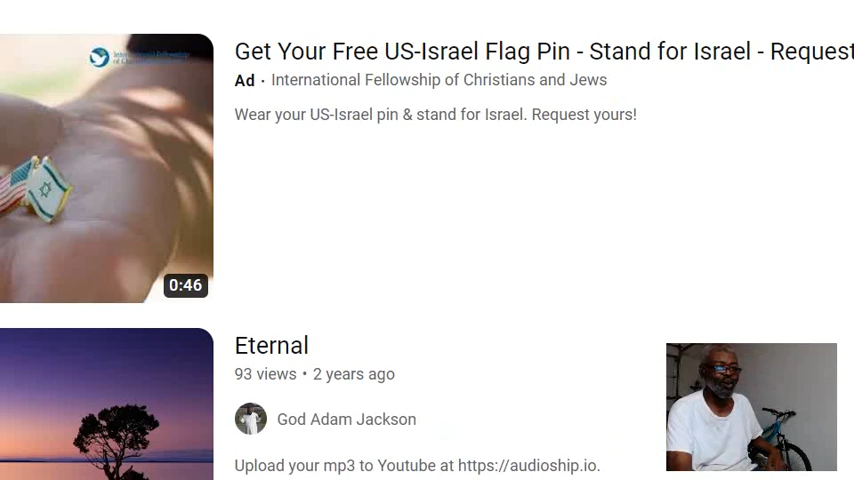 Get Your Free US-Israel Flag Pin - Stand for Israel - Request
Ad · International Fellowship of Christians and Jews
Wear your US-Israel pin & stand for Israel. Request yours!
0:46
Eternal
93 views • 2 years ago
God Adam Jackson
Upload your mp3 to Youtube at https://audioship.io.